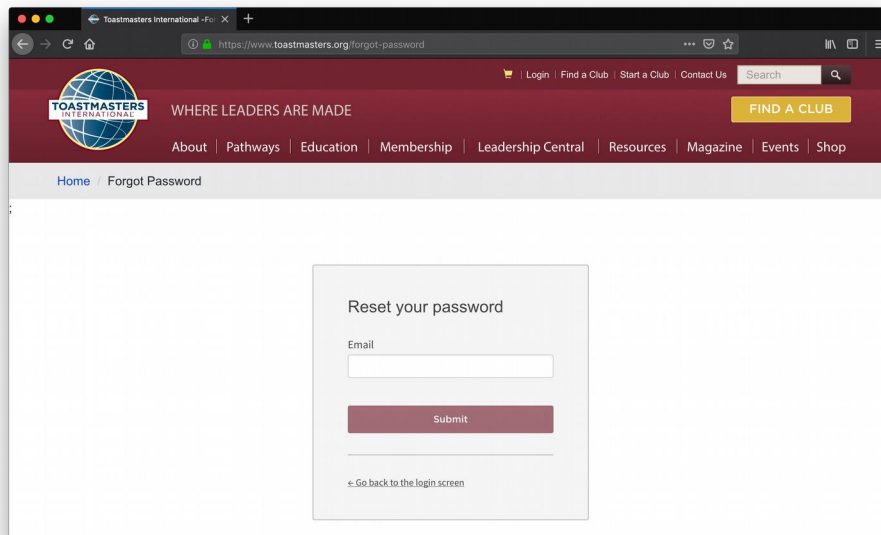 Toastmasters International -For
https://www.toastmasters.org/forgot-password
Login | Find a Club | Start a Club | Contact Us
Search
TOASTMASTERS
INTERNATIONAL
WHERE LEADERS ARE MADE
FIND A CLUB
About | Pathways | Education | Membership | Leadership Central | Resources | Magazine | Events | Shop
Home / Forgot Password
;
Reset your password
Email
Submit
← Go back to the login screen